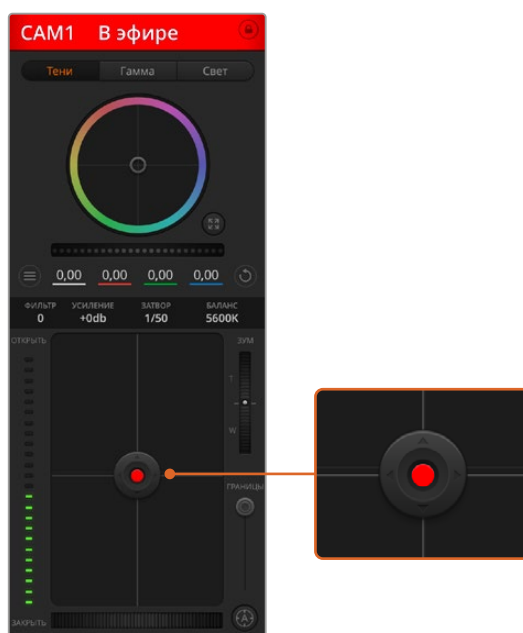 CAM1 В эфире
Тени Гамма Свет
0,00 0,00 0,00 0,00
ФИЛЬТР УСИЛЕНИЕ ЗАТВОР БАЛАНС
0 +0db 1/50 5600K
ОТКРЫТЬ ЗУМ
T
W
ГРАНИЦЫ
ЗАКРЫТЬ A